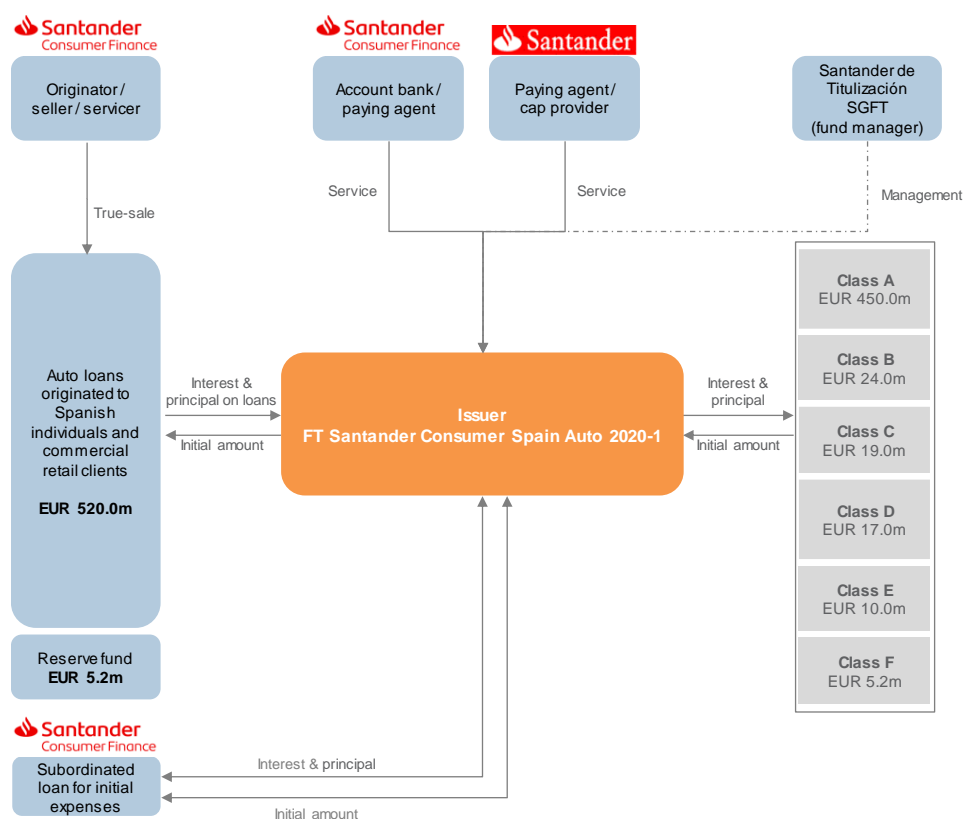 Santander
Consumer Finance
Santander
Consumer Finance
Santander
Originator /
seller / servicer
Account bank /
paying agent
Paying agent /
cap provider
Santander de
Titulización
SGFT
(fund manager)
Service
Service
Management
True-sale
Auto loans
originated to
Spanish
individuals and
commercial
retail clients
EUR 520.0m
Interest &
principal on loans
Initial amount
Issuer
FT Santander Consumer Spain Auto 2020-1
Interest &
principal
Initial amount
Class A
EUR 450.0m
Class B
EUR 24.0m
Class C
EUR 19.0m
Class D
EUR 17.0m
Class E
EUR 10.0m
Class F
EUR 5.2m
Reserve fund
EUR 5.2m
Santander
Consumer Finance
Subordinated
loan for initial
expenses
Interest & principal
Initial amount